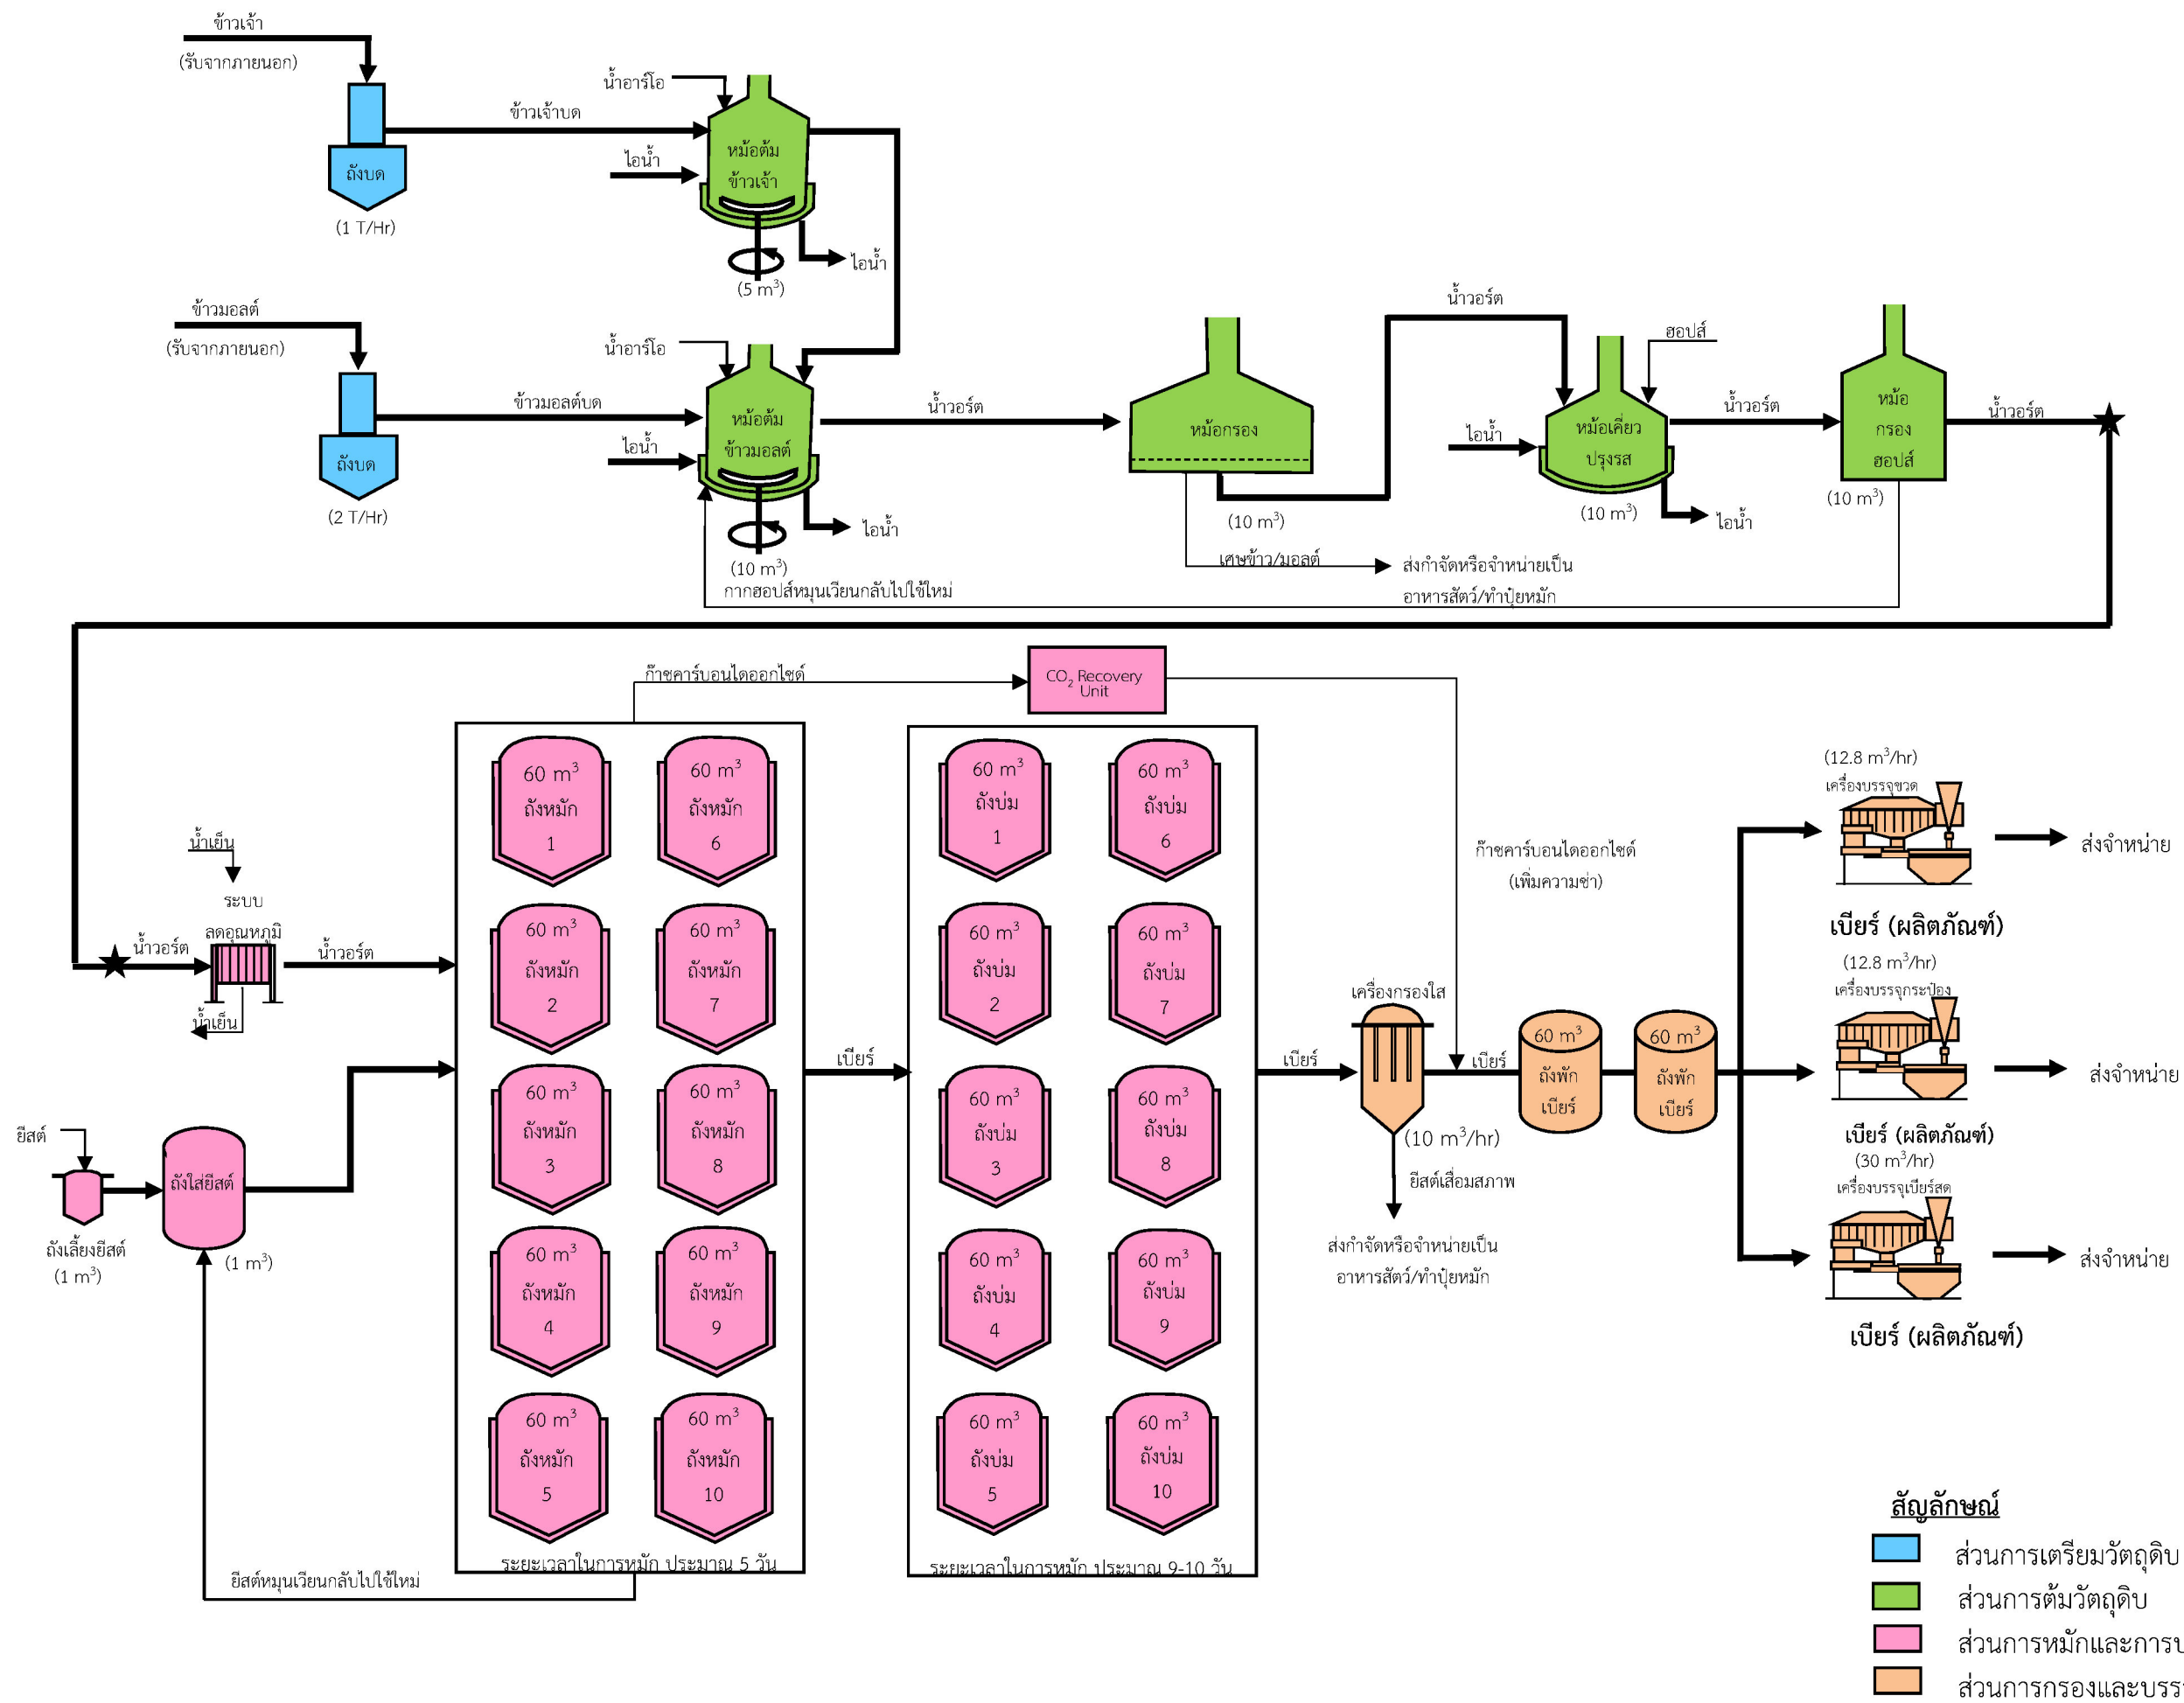 ข้าวเจ้า
(รับจากภายนอก)
ถังบด
(1 T/Hr)
ข้าวเจ้าบด
น้ำอาร์โอ
ไอน้ำ
หม้อต้ม
ข้าวเจ้า
ไอน้ำ
(5 m³)
ข้าวมอลต์
(รับจากภายนอก)
ถังบด
(2 T/Hr)
ข้าวมอลต์บด
น้ำอาร์โอ
ไอน้ำ
หม้อต้ม
ข้าวมอลต์
ไอน้ำ
(10 m³)
กากฮอปส์หมุนเวียนกลับไปใช้ใหม่
น้ำวอร์ต
หม้อกรอง
(10 m³)
เศษข้าว/มอลต์
ส่งกำจัดหรือจำหน่ายเป็น
อาหารสัตว์/ทำปุ๋ยหมัก
น้ำวอร์ต
ฮอปส์
ไอน้ำ
หม้อเคี่ยว
ปรุงรส
(10 m³)
ไอน้ำ
น้ำวอร์ต
หม้อ
กรอง
ฮอปส์
(10 m³)
น้ำวอร์ต
ก๊าซคาร์บอนไดออกไซด์
CO₂ Recovery
Unit
น้ำเย็น
ระบบ
ลดอุณหภูมิ
น้ำวอร์ต
น้ำวอร์ต
น้ำเย็น
ยีสต์
ถังเลี้ยงยีสต์
(1 m³)
ถังใส่ยีสต์
(1 m³)
ยีสต์หมุนเวียนกลับไปใช้ใหม่
60 m³
ถังหมัก
1
60 m³
ถังหมัก
6
60 m³
ถังหมัก
2
60 m³
ถังหมัก
7
60 m³
ถังหมัก
3
60 m³
ถังหมัก
8
60 m³
ถังหมัก
4
60 m³
ถังหมัก
9
60 m³
ถังหมัก
5
60 m³
ถังหมัก
10
ระยะเวลาในการหมัก ประมาณ 5 วัน
เบียร์
60 m³
ถังบ่ม
1
60 m³
ถังบ่ม
6
60 m³
ถังบ่ม
2
60 m³
ถังบ่ม
7
60 m³
ถังบ่ม
3
60 m³
ถังบ่ม
8
60 m³
ถังบ่ม
4
60 m³
ถังบ่ม
9
60 m³
ถังบ่ม
5
60 m³
ถังบ่ม
10
ระยะเวลาในการหมัก ประมาณ 9-10 วัน
เบียร์
เครื่องกรองใส
(10 m³/hr)
ยีสต์เสื่อมสภาพ
ส่งกำจัดหรือจำหน่ายเป็น
อาหารสัตว์/ทำปุ๋ยหมัก
ก๊าซคาร์บอนไดออกไซด์
(เพิ่มความซ่า)
เบียร์
60 m³
ถังพัก
เบียร์
60 m³
ถังพัก
เบียร์
(12.8 m³/hr)
เครื่องบรรจุขวด
ส่งจำหน่าย
เบียร์ (ผลิตภัณฑ์)
(12.8 m³/hr)
เครื่องบรรจุกระป๋อง
ส่งจำหน่าย
เบียร์ (ผลิตภัณฑ์)
(30 m³/hr)
เครื่องบรรจุเบียร์สด
ส่งจำหน่าย
เบียร์ (ผลิตภัณฑ์)
สัญลักษณ์
ส่วนการเตรียมวัตถุดิบ
ส่วนการต้มวัตถุดิบ
ส่วนการหมักและการบ
ส่วนการกรองและบรร